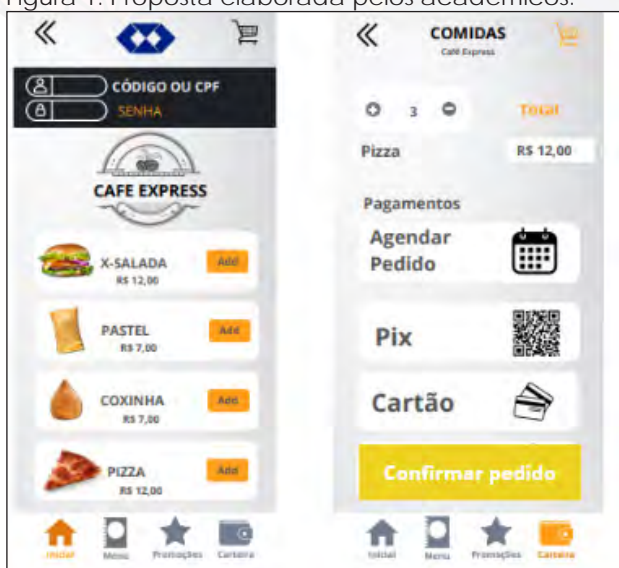 Figura 1: Proposta elaborada pelos acadêmicos.
CÓDIGO OU CPF
SENHA
CAFE EXPRESS
X-SALADA
R$ 12,00
Add
PASTEL
R$ 7,00
Add
COXINHA
R$ 7,00
Add
PIZZA
R$ 12,00
Add
Inicial Menu Promoções Carteira
COMIDAS
Café Express
3 Total
Pizza R$ 12,00
Pagamentos
Agendar
Pedido
Pix
Cartão
Confirmar pedido
Inicial Menu Promoções Carteira